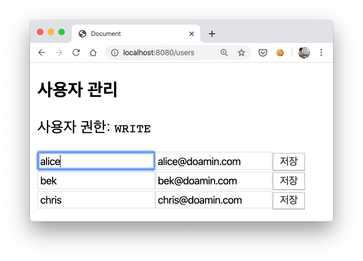 Document
localhost:8080/users
사용자 관리
사용자 권한: WRITE
alice alice@doamin.com 저장
bek bek@doamin.com 저장
chris chris@doamin.com 저장